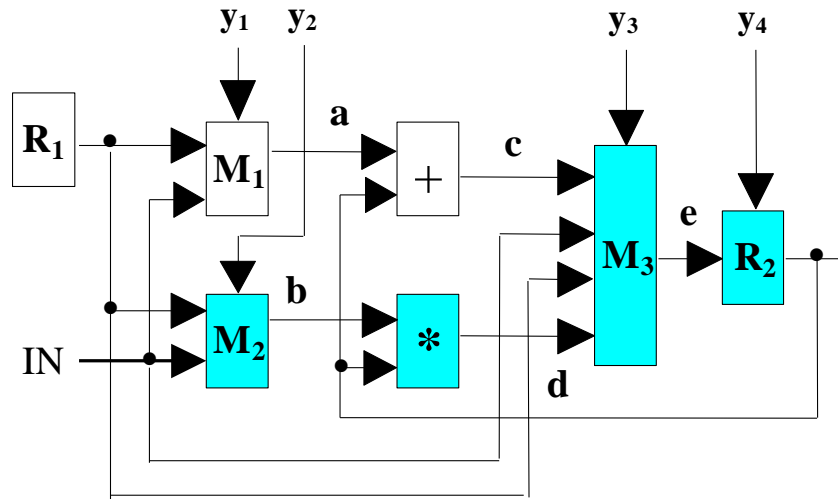 y₁ y₂ y₃ y₄
R₁
M₁
a
+
c
M₃
e
R₂
IN
M₂
b
*
d